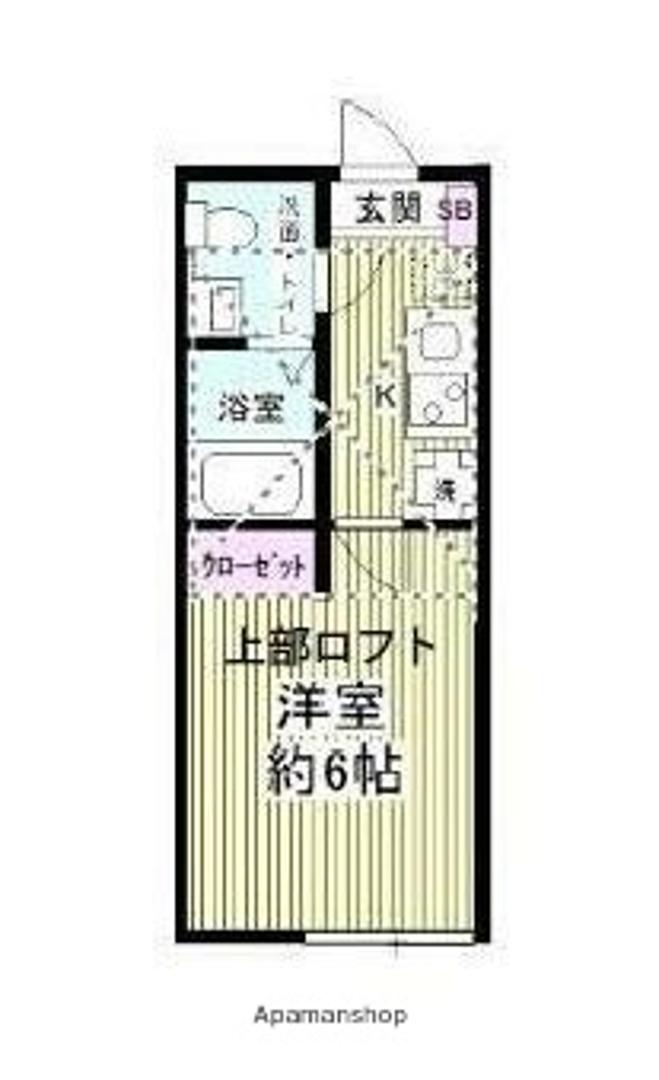 玄関 SB
洗面・トイレ
K
浴室
洗
クローゼット
上部ロフト
洋室
約6帖
Apamanshop